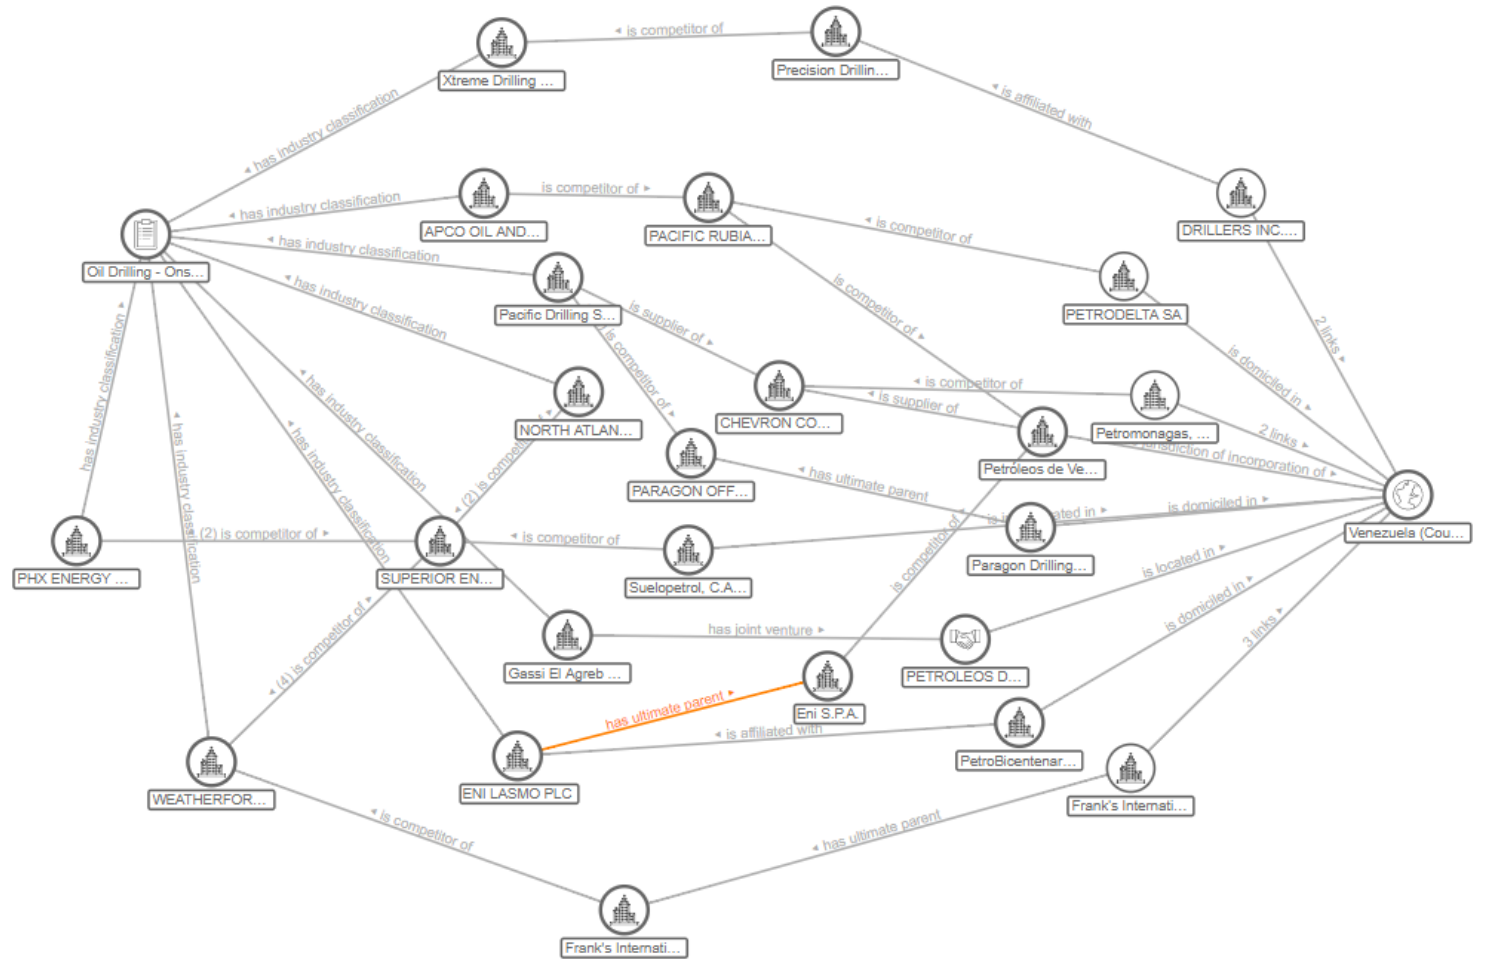 ◄ is competitor of
Xtreme Drilling ...
Precision Drillin...
◄ is affiliated with
◄ has industry classification
◄ has industry classification
is competitor of ►
APCO OIL AND...
PACIFIC RUBIA...
◄ is competitor of
DRILLERS INC....
Oil Drilling - Ons...
◄ has industry classification
Pacific Drilling S...
is supplier of ►
is competitor of ►
PETRODELTA SA
2 links ►
◄ has industry classification
is competitor of ►
is domiciled in ►
has industry classification ►
◄ has industry classification
NORTH ATLAN...
CHEVRON CO...
◄ is competitor of
◄ is supplier of
Petromonagas, ...
2 links ►
jurisdiction of incorporation of ►
◄ has industry classification
◄ has industry classification
◄ (2) is competitor of ►
PARAGON OFF...
◄ has ultimate parent
Petróleos de Ve...
is domiciled in ►
Venezuela (Cou...
PHX ENERGY ...
(2) is competitor of ►
SUPERIOR EN...
◄ is competitor of
Suelopetrol, C.A...
Paragon Drilling...
is competitor of ►
is located in ►
◄ (4) is competitor of ►
Gassi El Agreb ...
has joint venture ►
PETROLEOS D...
is domiciled in ►
3 links ►
has ultimate parent ►
Eni S.P.A.
◄ is affiliated with
PetroBicentenar...
WEATHERFOR...
ENI LASMO PLC
Frank's Internati...
◄ is competitor of
◄ has ultimate parent
Frank's Internati...